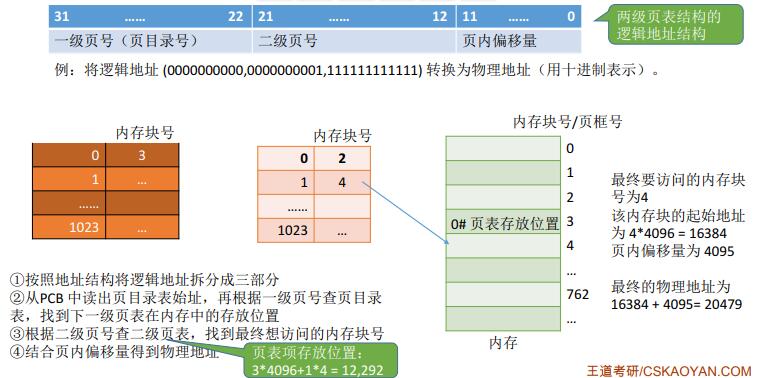 31 …… 22 21 …… 12 11 …… 0
一级页号（页目录号） 二级页号 页内偏移量
两级页表结构的
逻辑地址结构
例：将逻辑地址 (0000000000,0000000001,111111111111) 转换为物理地址（用十进制表示）。
内存块号
0 3
1 …
……
1023 …
内存块号
0 2
1 4
……
1023 …
内存块号/页框号
0
1
2
0# 页表存放位置 3
4
…
762
…
内存
最终要访问的内存块
号为4
该内存块的起始地址
为 4*4096 = 16384
页内偏移量为 4095
最终的物理地址为
16384 + 4095= 20479
①按照地址结构将逻辑地址拆分成三部分
②从PCB 中读出页目录表始址，再根据一级页号查页目录
表，找到下一级页表在内存中的存放位置
③根据二级页号查二级页表，找到最终想访问的内存块号
④结合页内偏移量得到物理地址
页表项存放位置：
3*4096+1*4 = 12,292
王道考研/CSKAOYAN.COM